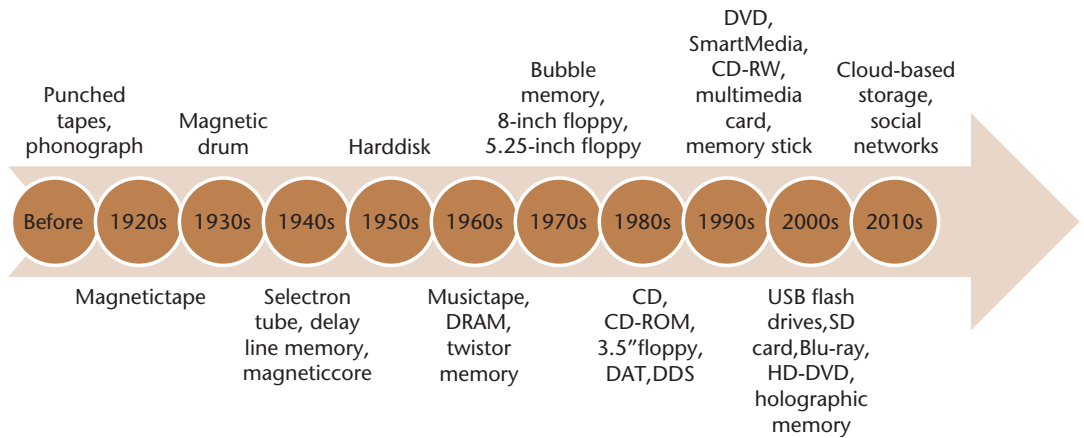 Punched
tapes,
phonograph
Magnetic
drum
Harddisk
Bubble
memory,
8-inch floppy,
5.25-inch floppy
DVD,
SmartMedia,
CD-RW,
multimedia
card,
memory stick
Cloud-based
storage,
social
networks
Before
1920s
1930s
1940s
1950s
1960s
1970s
1980s
1990s
2000s
2010s
Magnetictape
Selectron
tube, delay
line memory,
magneticcore
Musictape,
DRAM,
twistor
memory
CD,
CD-ROM,
3.5″floppy,
DAT,DDS
USB flash
drives,SD
card,Blu-ray,
HD-DVD,
holographic
memory